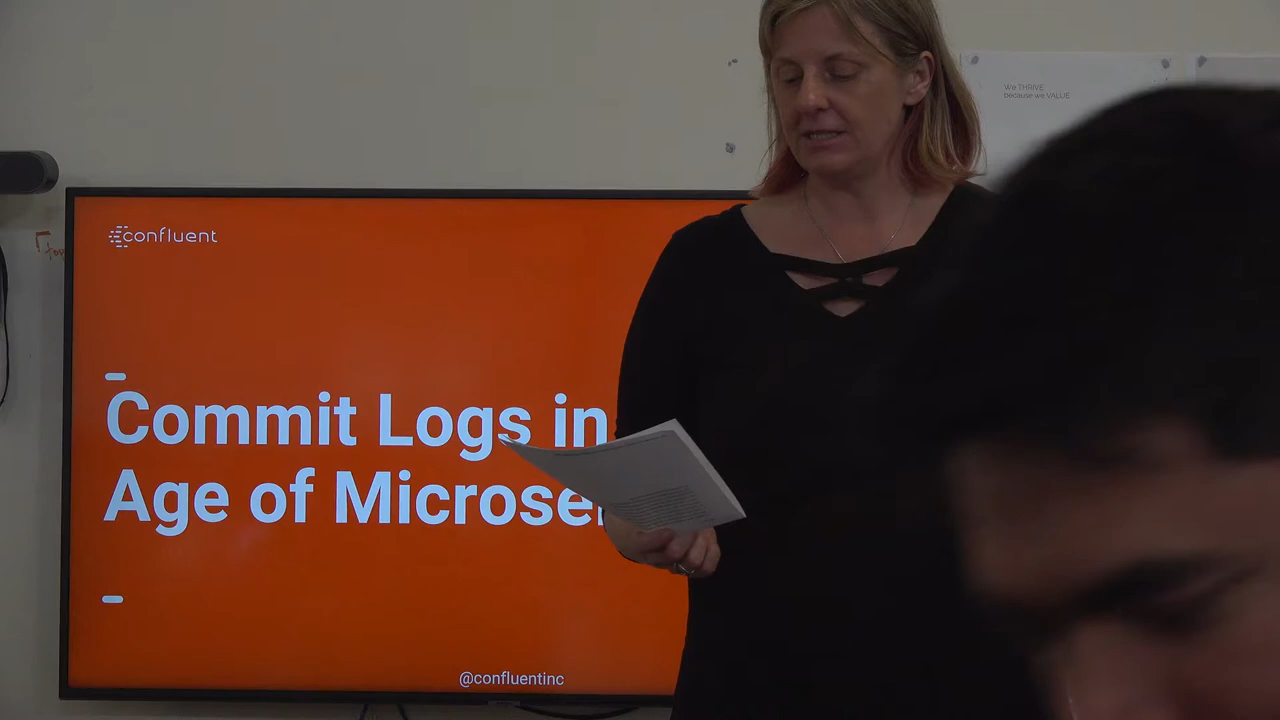 We THRIVE
because we VALUE
confluent
Commit Logs in
Age of Microse
@confluentinc